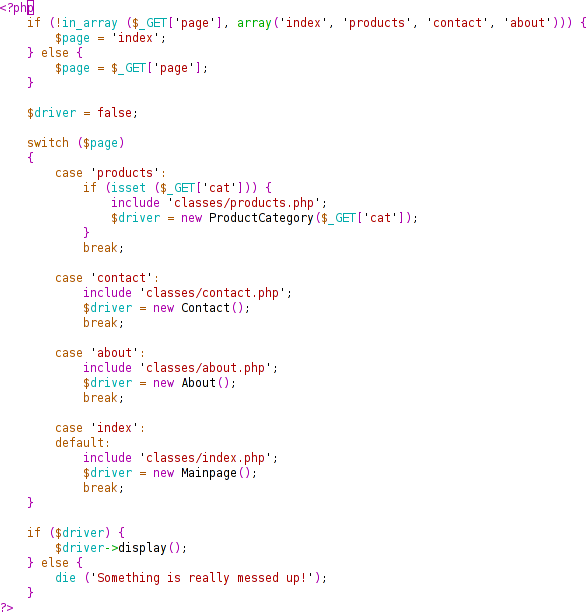 <?php
    if (!in_array ($_GET['page'], array('index', 'products', 'contact', 'about'))) {
        $page = 'index';
    } else {
        $page = $_GET['page'];
    }

    $driver = false;

    switch ($page)
    {
        case 'products':
            if (isset ($_GET['cat'])) {
                include 'classes/products.php';
                $driver = new ProductCategory($_GET['cat']);
            }
            break;

        case 'contact':
            include 'classes/contact.php';
            $driver = new Contact();
            break;

        case 'about':
            include 'classes/about.php';
            $driver = new About();
            break;

        case 'index':
        default:
            include 'classes/index.php';
            $driver = new Mainpage();
            break;
    }

    if ($driver) {
        $driver->display();
    } else {
        die ('Something is really messed up!');
    }
?>